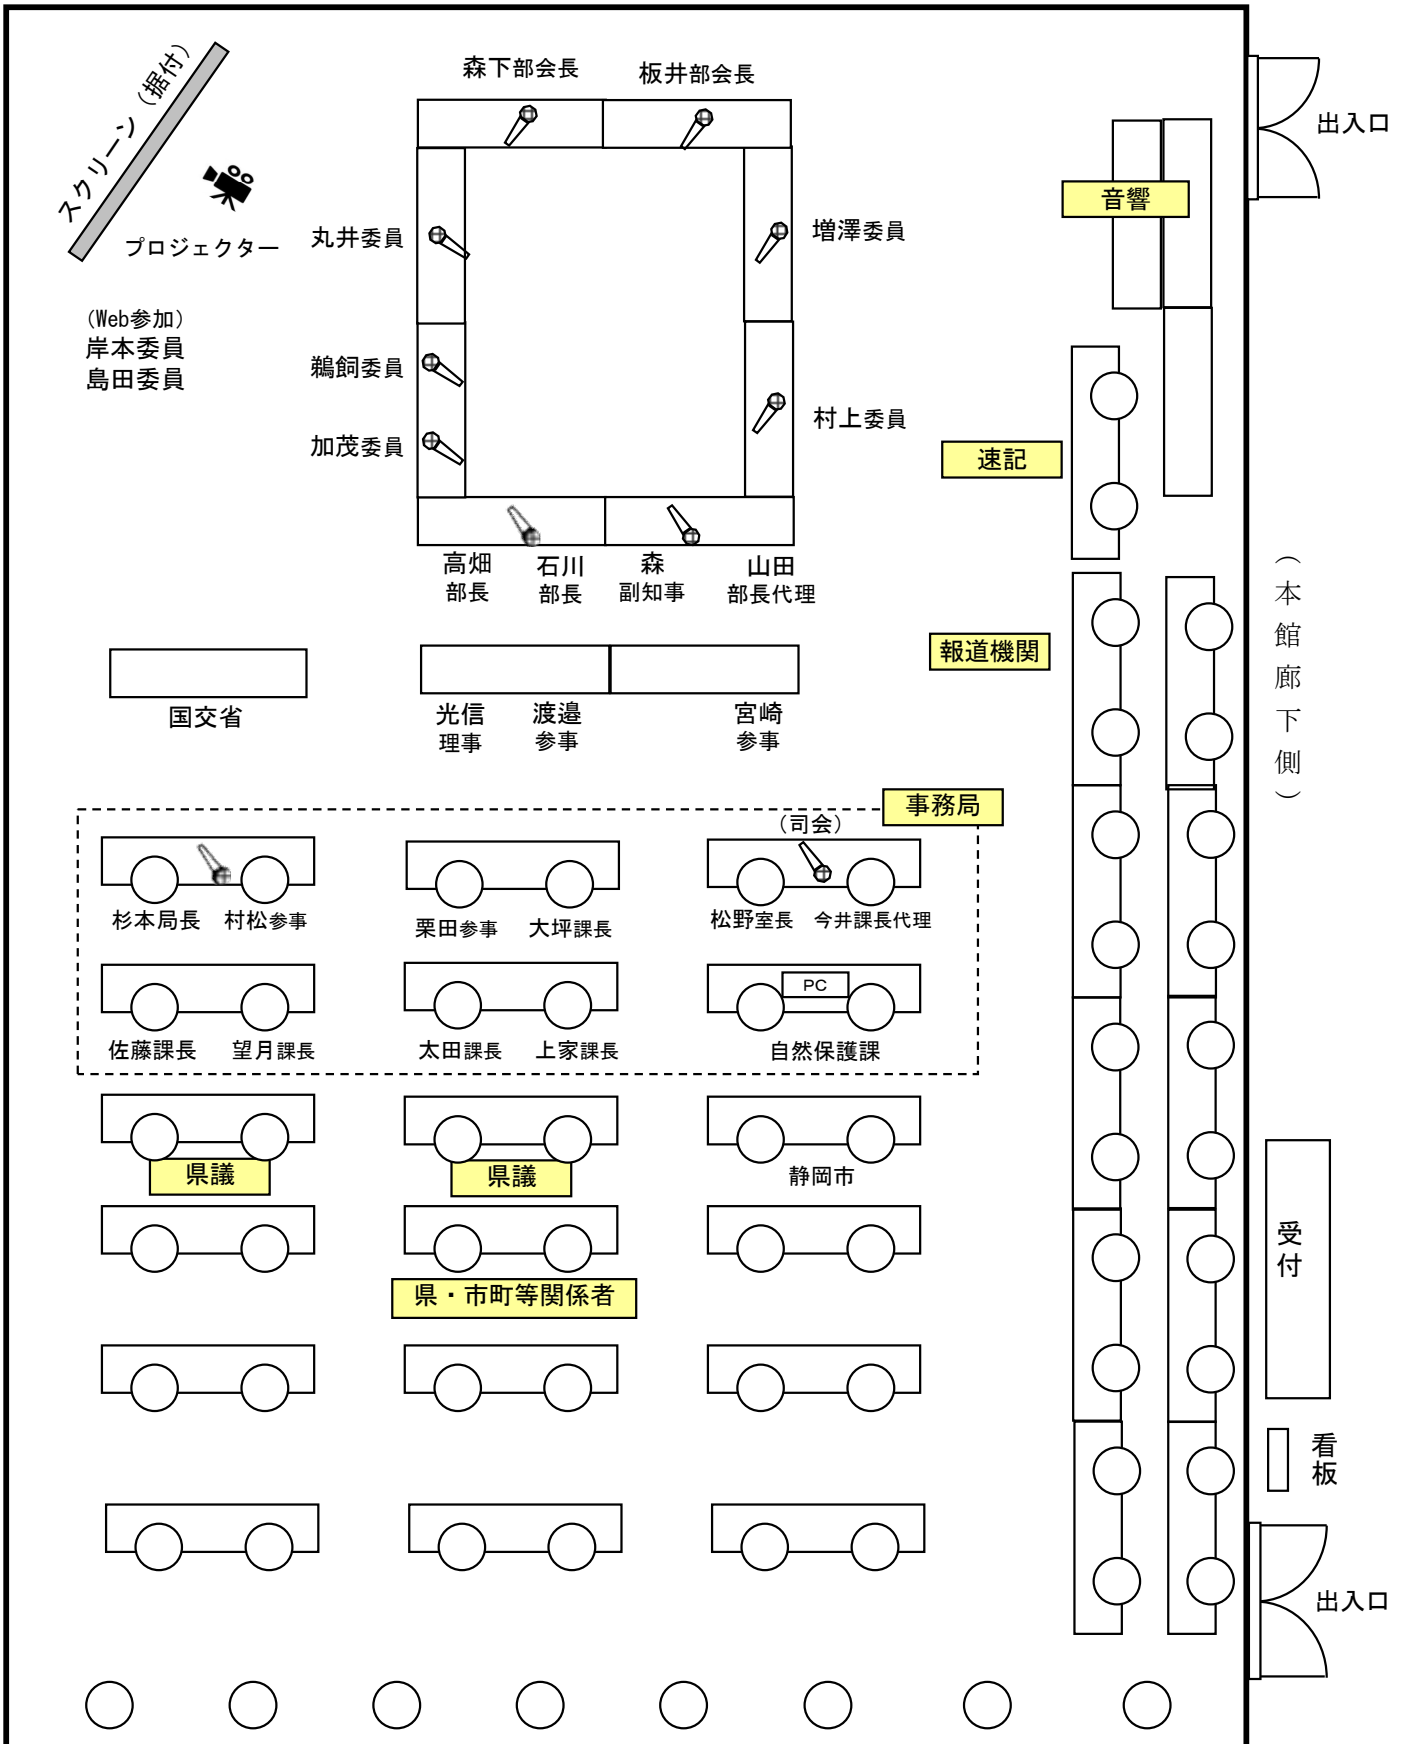 スクリーン（据付）
プロジェクター
（Web参加）
岸本委員
島田委員
森下部会長
板井部会長
丸井委員
鵜飼委員
加茂委員
増澤委員
村上委員
高畑
部長
石川
部長
森
副知事
山田
部長代理
音響
出入口
速記
報道機関
（本館廊下側）
国交省
光信
理事
渡邉
参事
宮崎
参事
事務局
（司会）
杉本局長
村松参事
栗田参事
大坪課長
松野室長
今井課長代理
PC
佐藤課長
望月課長
太田課長
上家課長
自然保護課
県議
県議
静岡市
県・市町等関係者
受付
看板
出入口